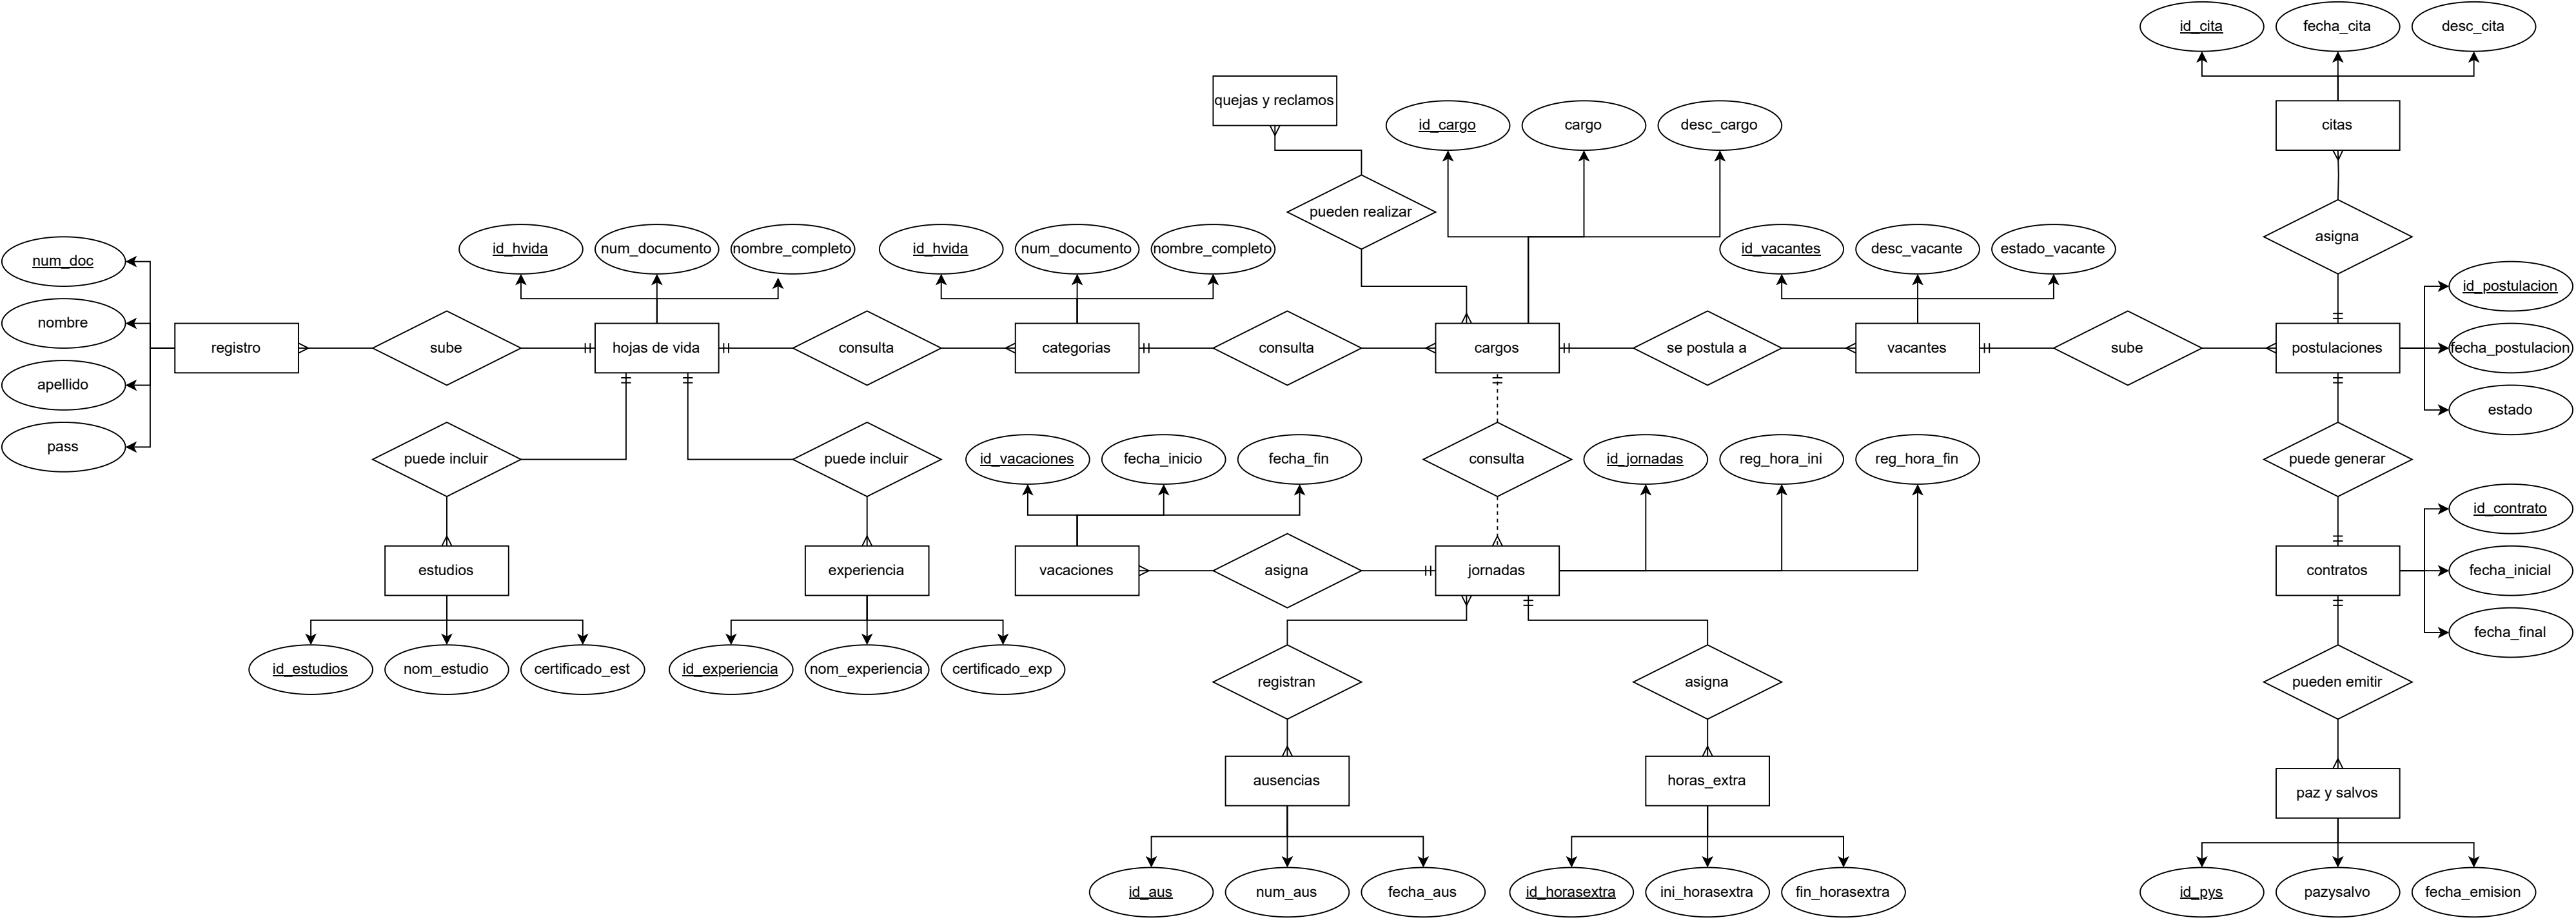 id_cita
fecha_cita
desc_cita
quejas y reclamos
id_cargo
cargo
desc_cargo
citas
pueden realizar
asigna
num_doc
nombre
apellido
pass
registro
sube
id_hvida
num_documento
nombre_completo
hojas de vida
consulta
id_hvida
num_documento
nombre_completo
categorias
consulta
cargos
se postula a
id_vacantes
desc_vacante
estado_vacante
vacantes
sube
postulaciones
id_postulacion
fecha_postulacion
estado
puede incluir
puede incluir
id_vacaciones
fecha_inicio
fecha_fin
consulta
id_jornadas
reg_hora_ini
reg_hora_fin
puede generar
estudios
experiencia
vacaciones
asigna
jornadas
contratos
id_contrato
fecha_inicial
fecha_final
id_estudios
nom_estudio
certificado_est
id_experiencia
nom_experiencia
certificado_exp
registran
asigna
pueden emitir
ausencias
horas_extra
paz y salvos
id_aus
num_aus
fecha_aus
id_horasextra
ini_horasextra
fin_horasextra
id_pys
pazysalvo
fecha_emision